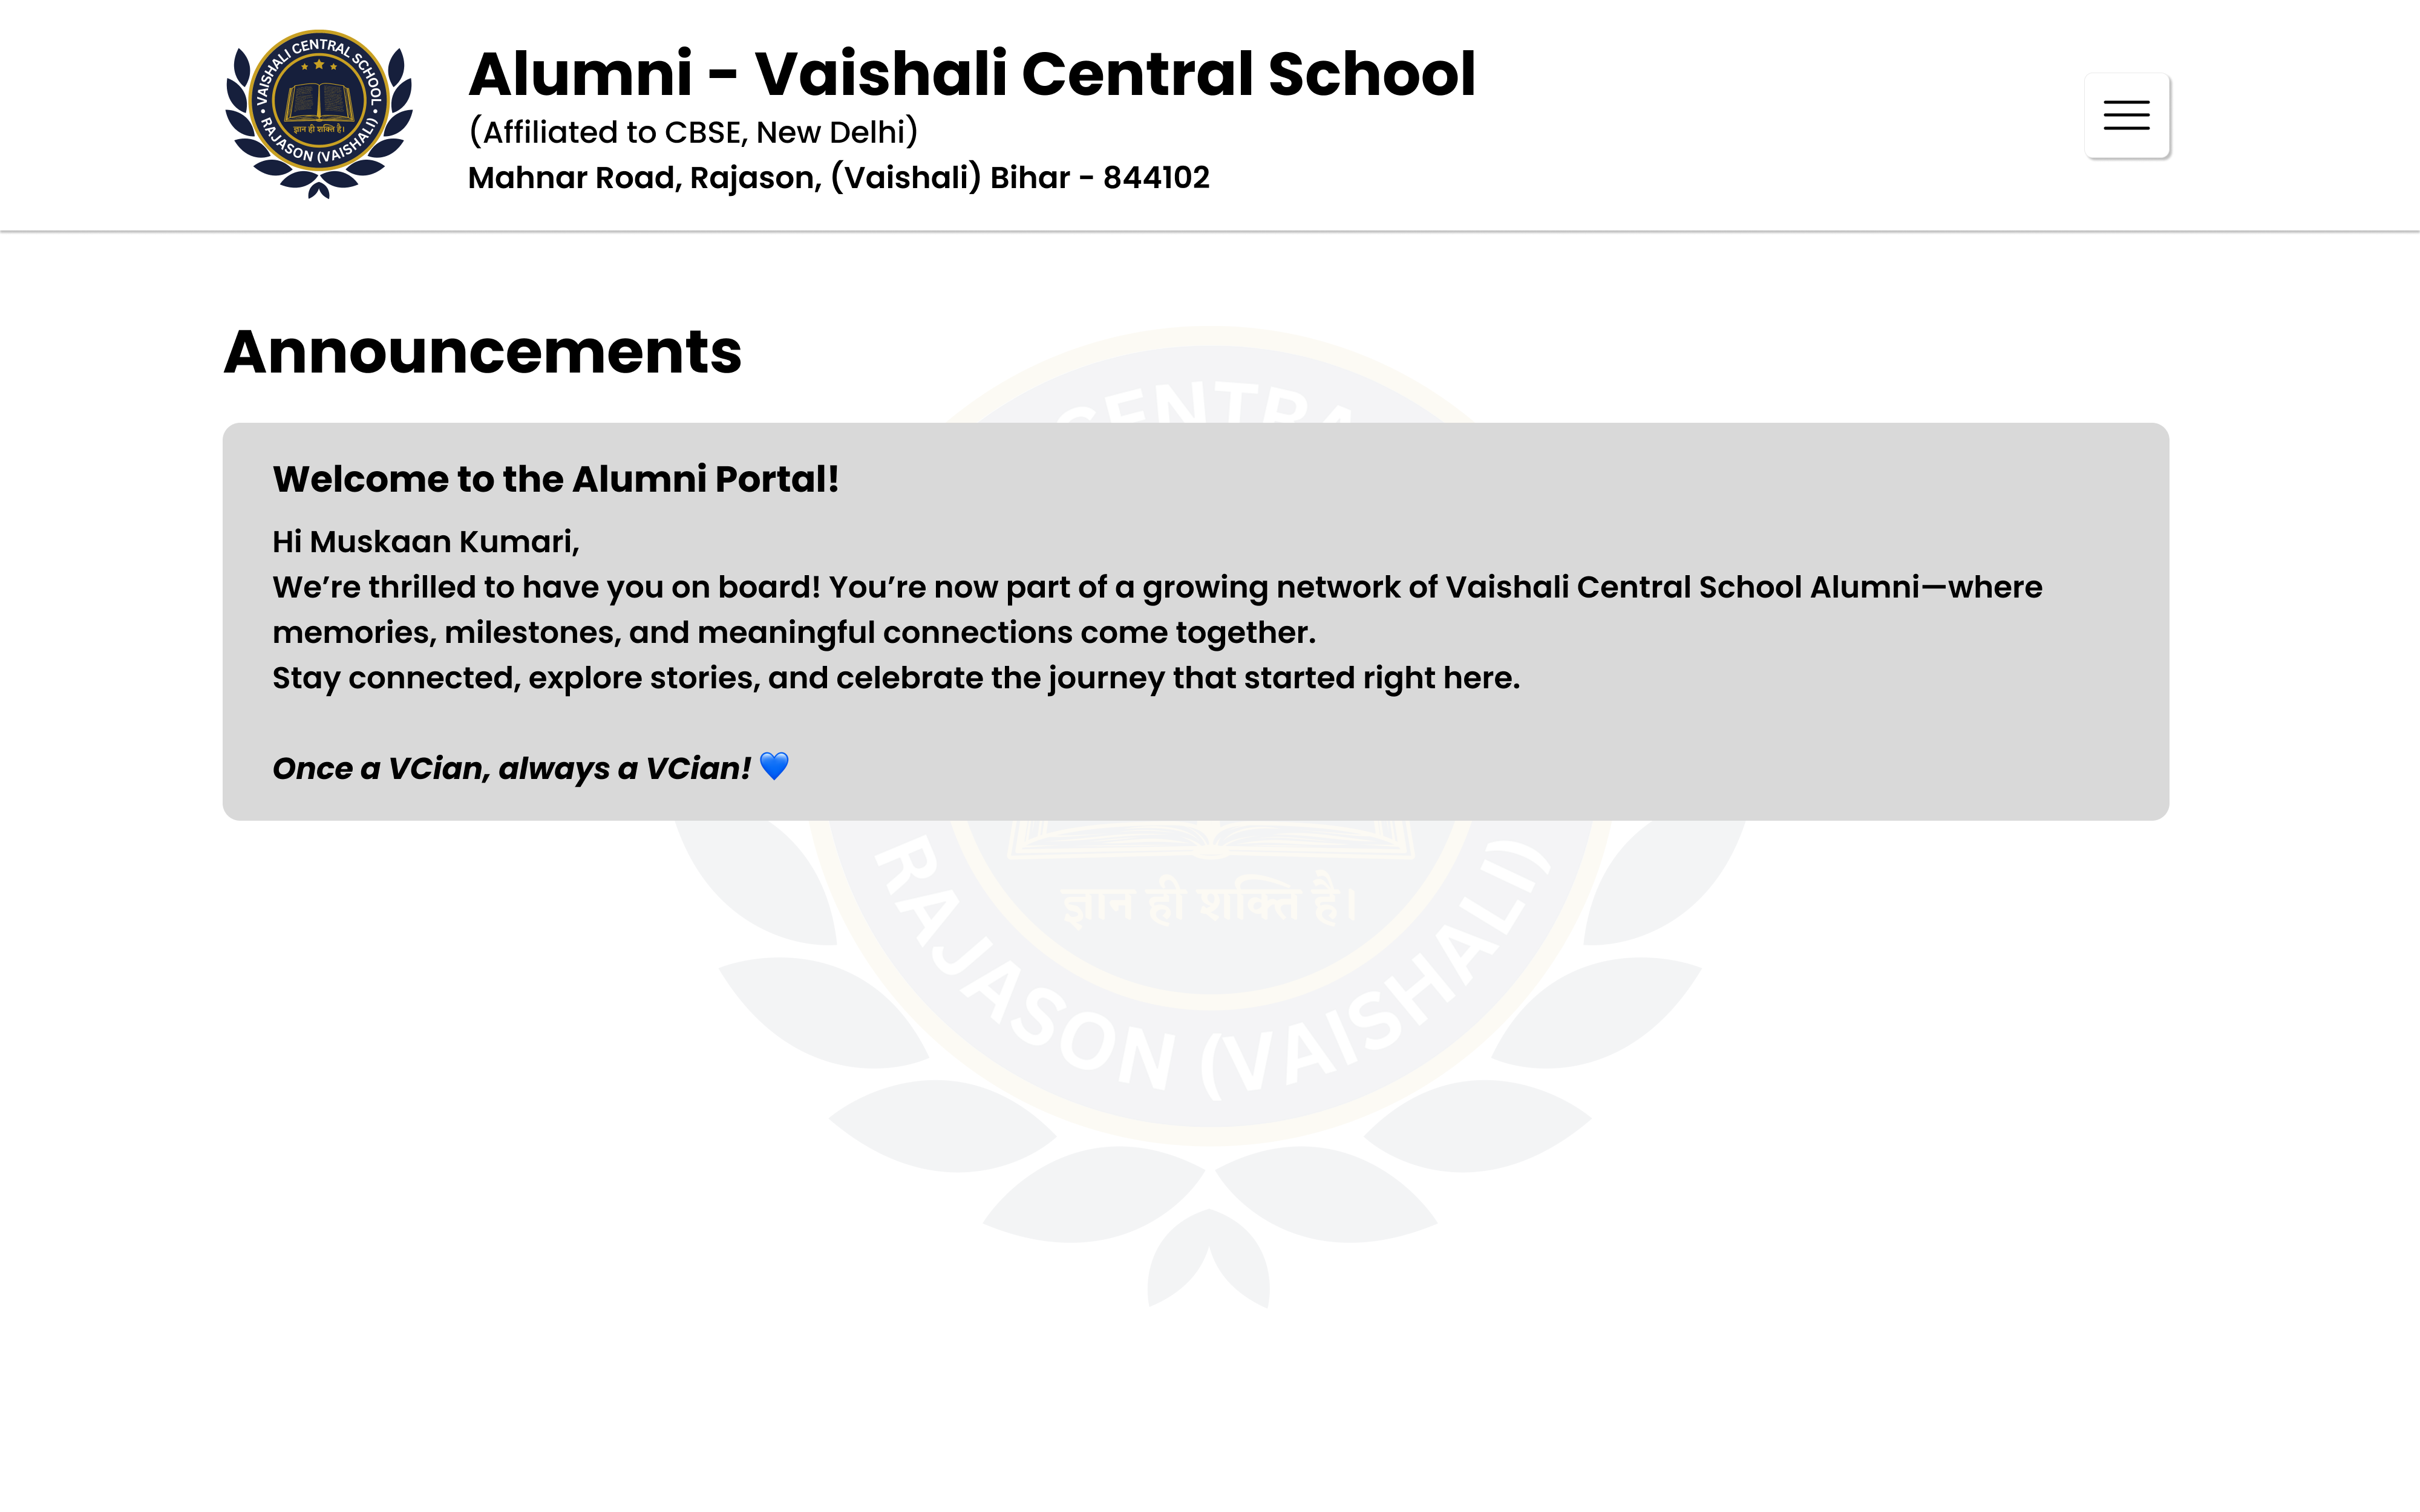 VAISHALI CENTRAL SCHOOL
ज्ञान ही शक्ति है।
RAJASON (VAISHALI)
Alumni - Vaishali Central School
(Affiliated to CBSE, New Delhi)
Mahnar Road, Rajason, (Vaishali) Bihar - 844102
Announcements
CENTRA
Welcome to the Alumni Portal!
Hi Muskaan Kumari,
We’re thrilled to have you on board! You’re now part of a growing network of Vaishali Central School Alumni—where
memories, milestones, and meaningful connections come together.
Stay connected, explore stories, and celebrate the journey that started right here.
Once a VCian, always a VCian! 💙
ज्ञान ही शक्ति है।
RAJASON (VAISHALI)